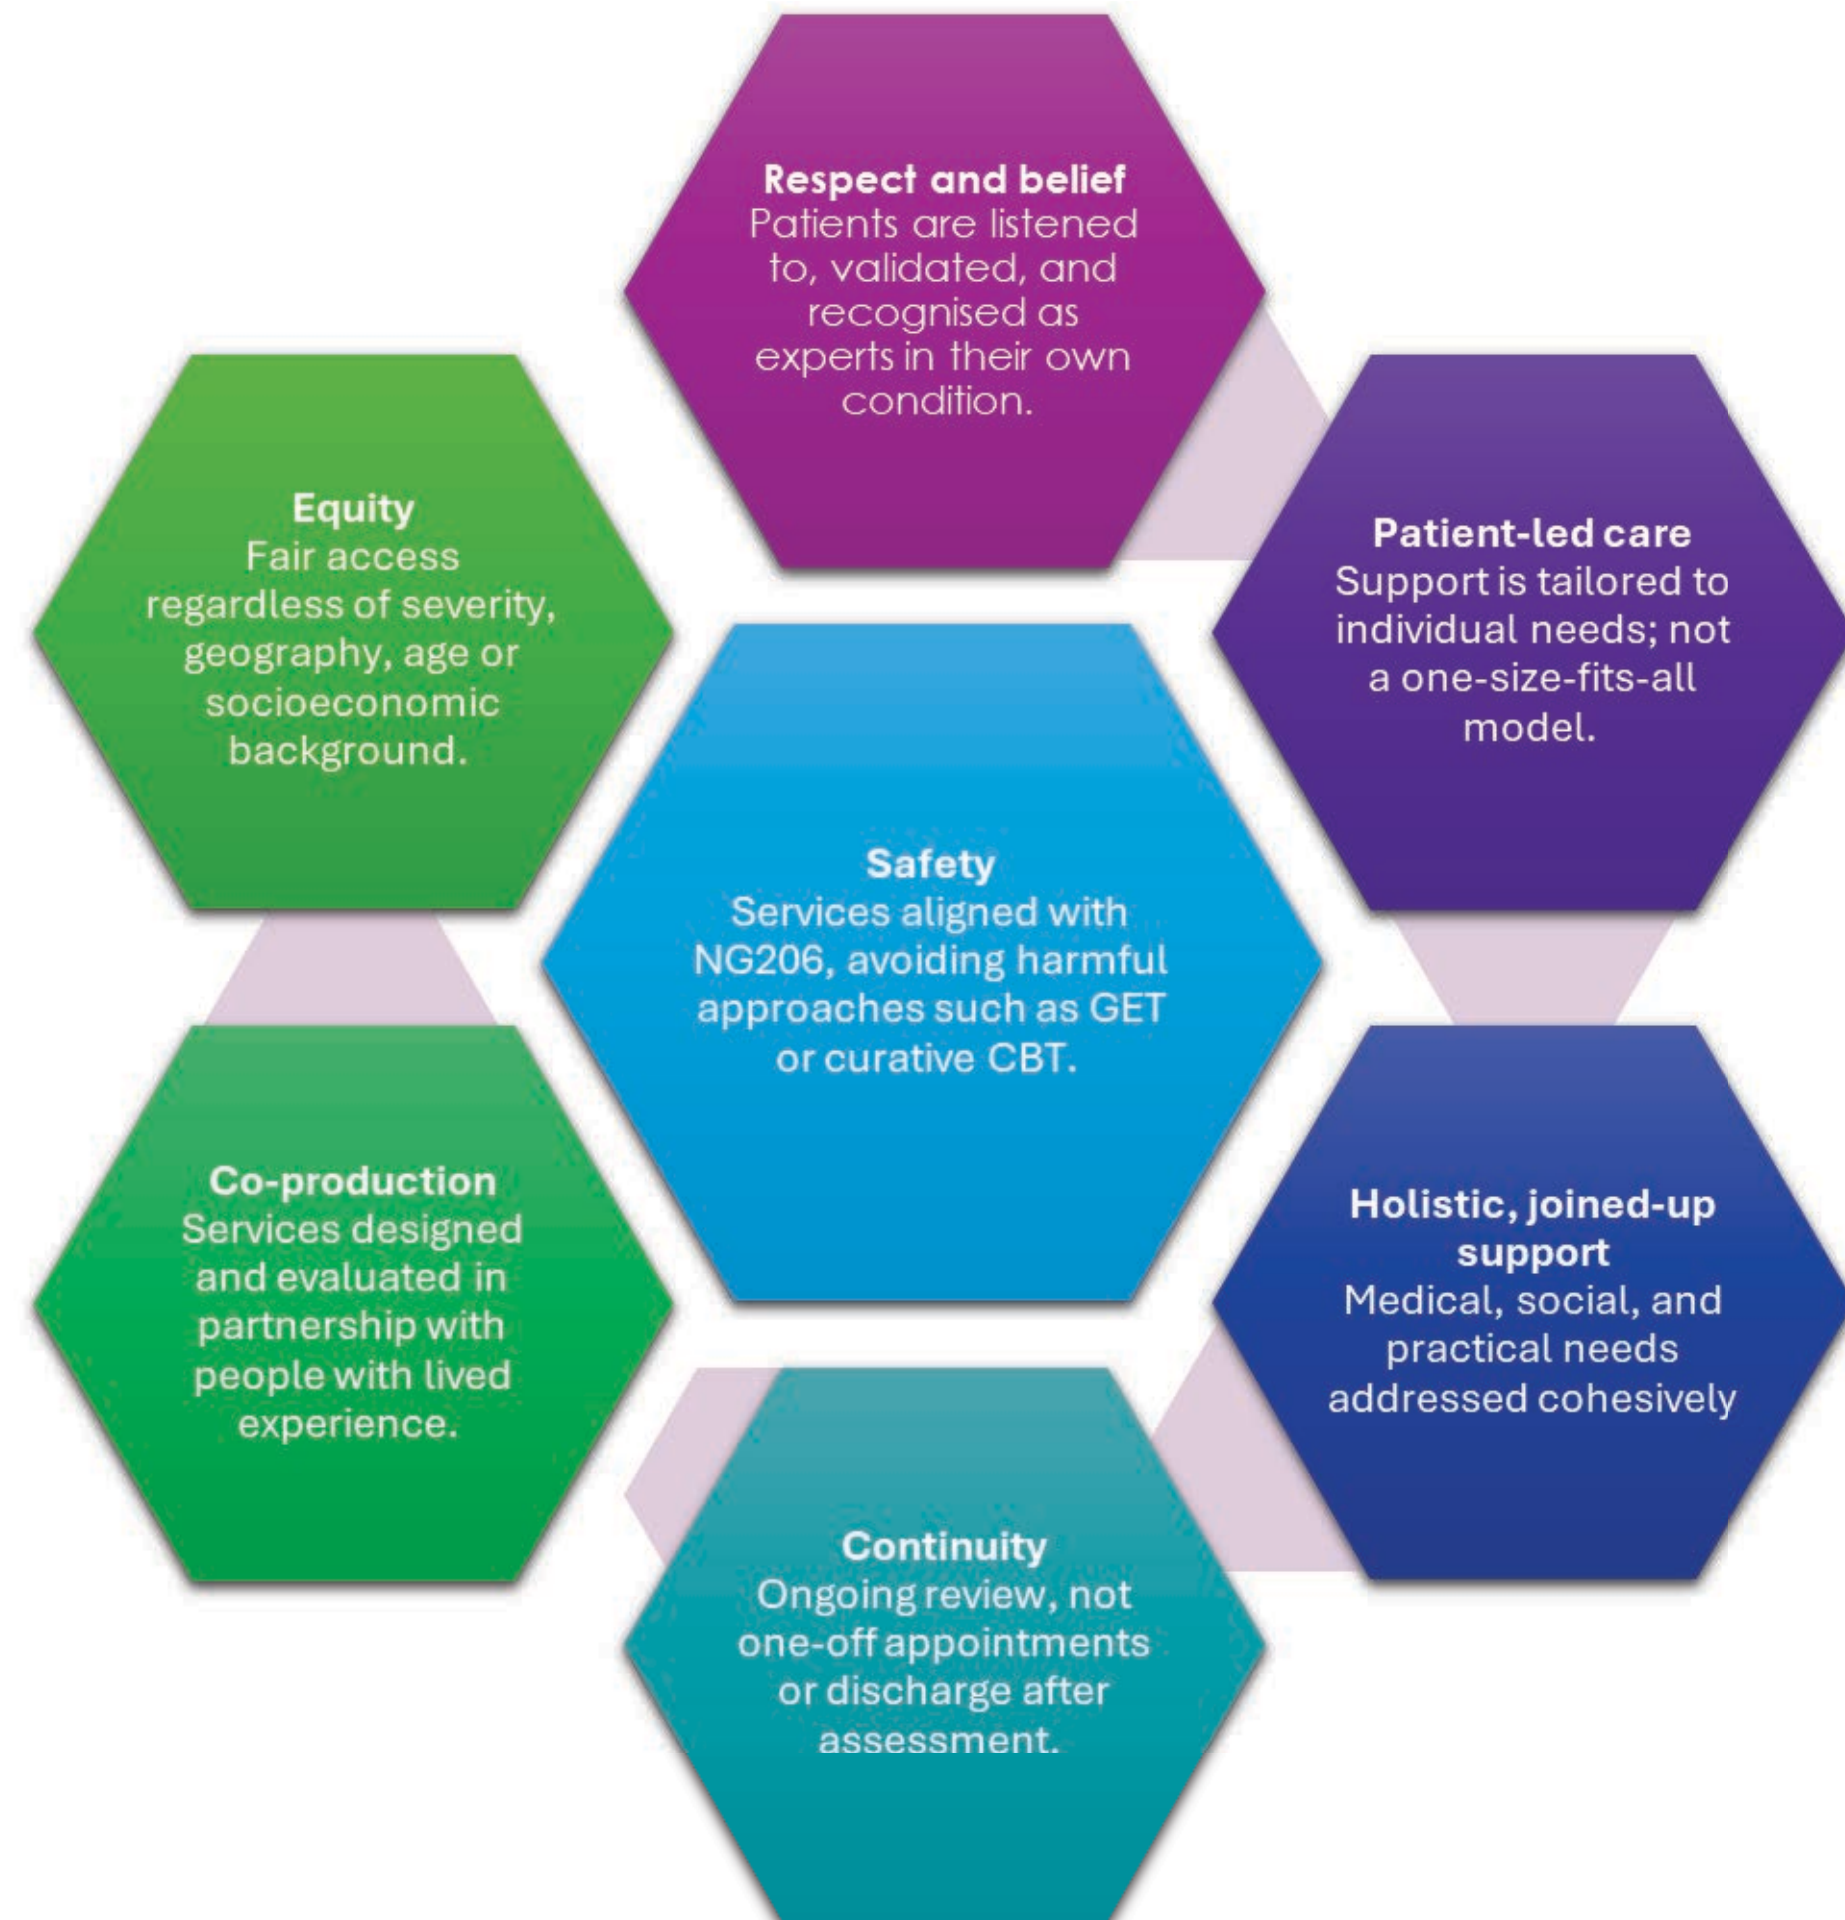 Respect and belief
Patients are listened
to, validated, and
recognised as
experts in their own
condition.
Patient-led care
Support is tailored to
individual needs; not
a one-size-fits-all
model.
Holistic, joined-up
support
Medical, social, and
practical needs
addressed cohesively
Continuity
Ongoing review, not
one-off appointments
or discharge after
assessment.
Co-production
Services designed
and evaluated in
partnership with
people with lived
experience.
Equity
Fair access
regardless of severity,
geography, age or
socioeconomic
background.
Safety
Services aligned with
NG206, avoiding harmful
approaches such as GET
or curative CBT.